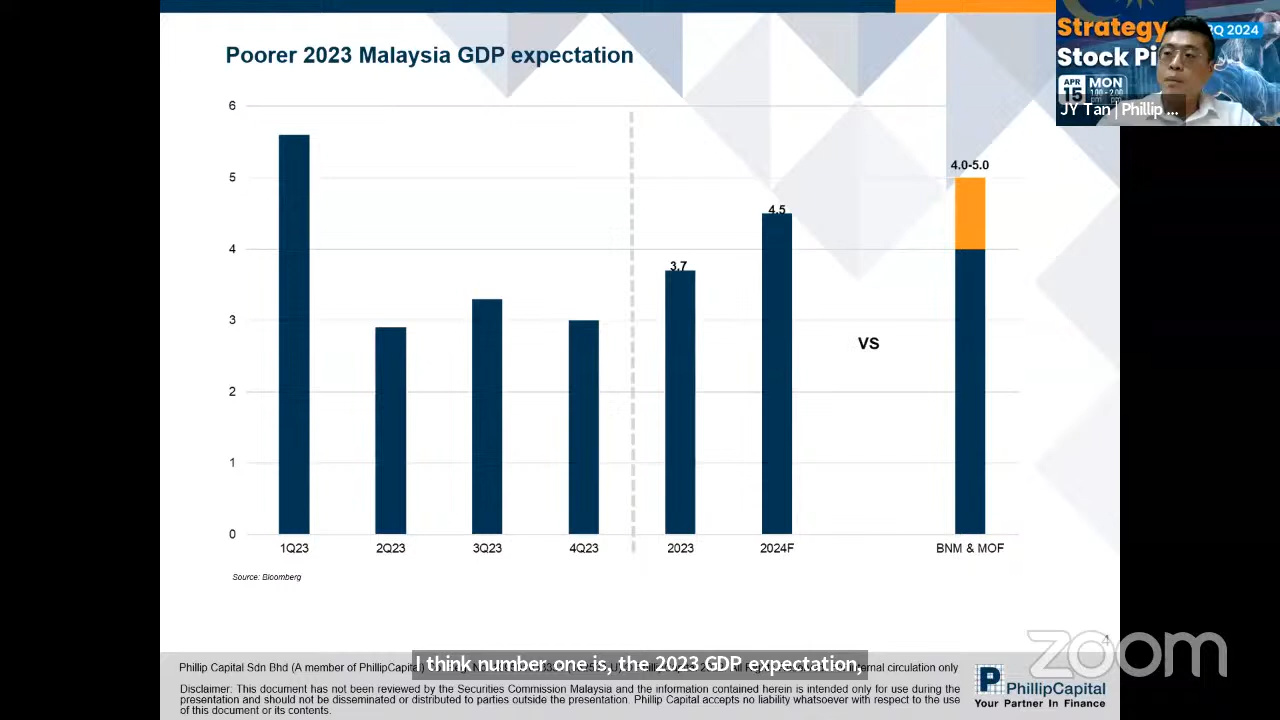 Poorer 2023 Malaysia GDP expectation
Strategy
2Q 2024
Stock Pi
APR
15
MON
JY Tan | Phillip ...
6
5
4
3
2
1
0
4.5
3.7
4.0-5.0
VS
1Q23
2Q23
3Q23
4Q23
2023
2024F
BNM & MOF
Source: Bloomberg
4
zoom
I think number one is, the 2023 GDP expectation,
Phillip Capital Sdn Bhd (A member of PhillipCapita
ernal circulation only
Disclaimer: This document has not been reviewed by the Securities Commission Malaysia and the information contained herein is intended only for use during the
presentation and should not be disseminated or distributed to parties outside the presentation. Phillip Capital accepts no liability whatsoever with respect to the use
of this document or its contents.
PhillipCapital
Your Partner In Finance